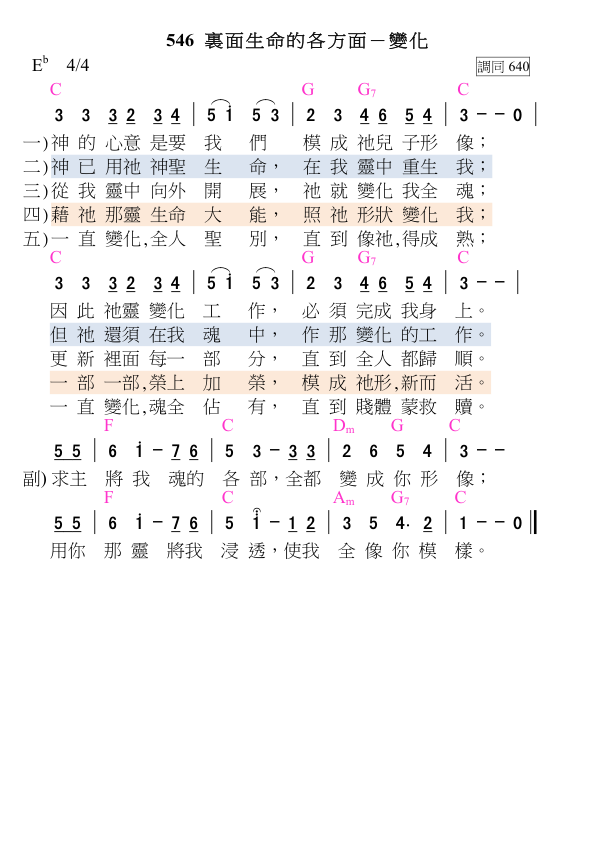 546 裏面生命的各方面－變化
E♭ 4/4
調同 640
C G G7 C
3 3 3 2 3 4 | 5 i 5 3 | 2 3 4 6 5 4 | 3 - - 0 |
一)神 的 心意 是要 我 們 模 成 祂兒 子形 像；
二)神 已 用祂 神聖 生 命， 在 我 靈中 重生 我；
三)從 我 靈中 向外 開 展， 祂 就 變化 我全 魂；
四)藉 祂 那靈 生命 大 能， 照 祂 形狀 變化 我；
五)一 直 變化,全人 聖 別， 直 到 像祂,得成 熟；
C G G7 C
3 3 3 2 3 4 | 5 i 5 3 | 2 3 4 6 5 4 | 3 - - |
因 此 祂靈 變化 工 作， 必 須 完成 我身 上。
但 祂 還須 在我 魂 中， 作 那 變化 的工 作。
更 新 裡面 每一 部 分， 直 到 全人 都歸 順。
一 部 一部,榮上 加 榮， 模 成 祂形,新而 活。
一 直 變化,魂全 佔 有， 直 到 賤體 蒙救 贖。
F C Dm G C
5 5 | 6 i - 7 6 | 5 3 - 3 3 | 2 6 5 4 | 3 - -
副) 求主 將 我 魂的 各 部，全都 變 成 你 形 像；
F C Am G7 C
5 5 | 6 i - 7 6 | 5 i - 1 2 | 3 5 4. 2 | 1 - - 0 ‖
用你 那 靈 將我 浸 透，使我 全 像 你 模 樣。